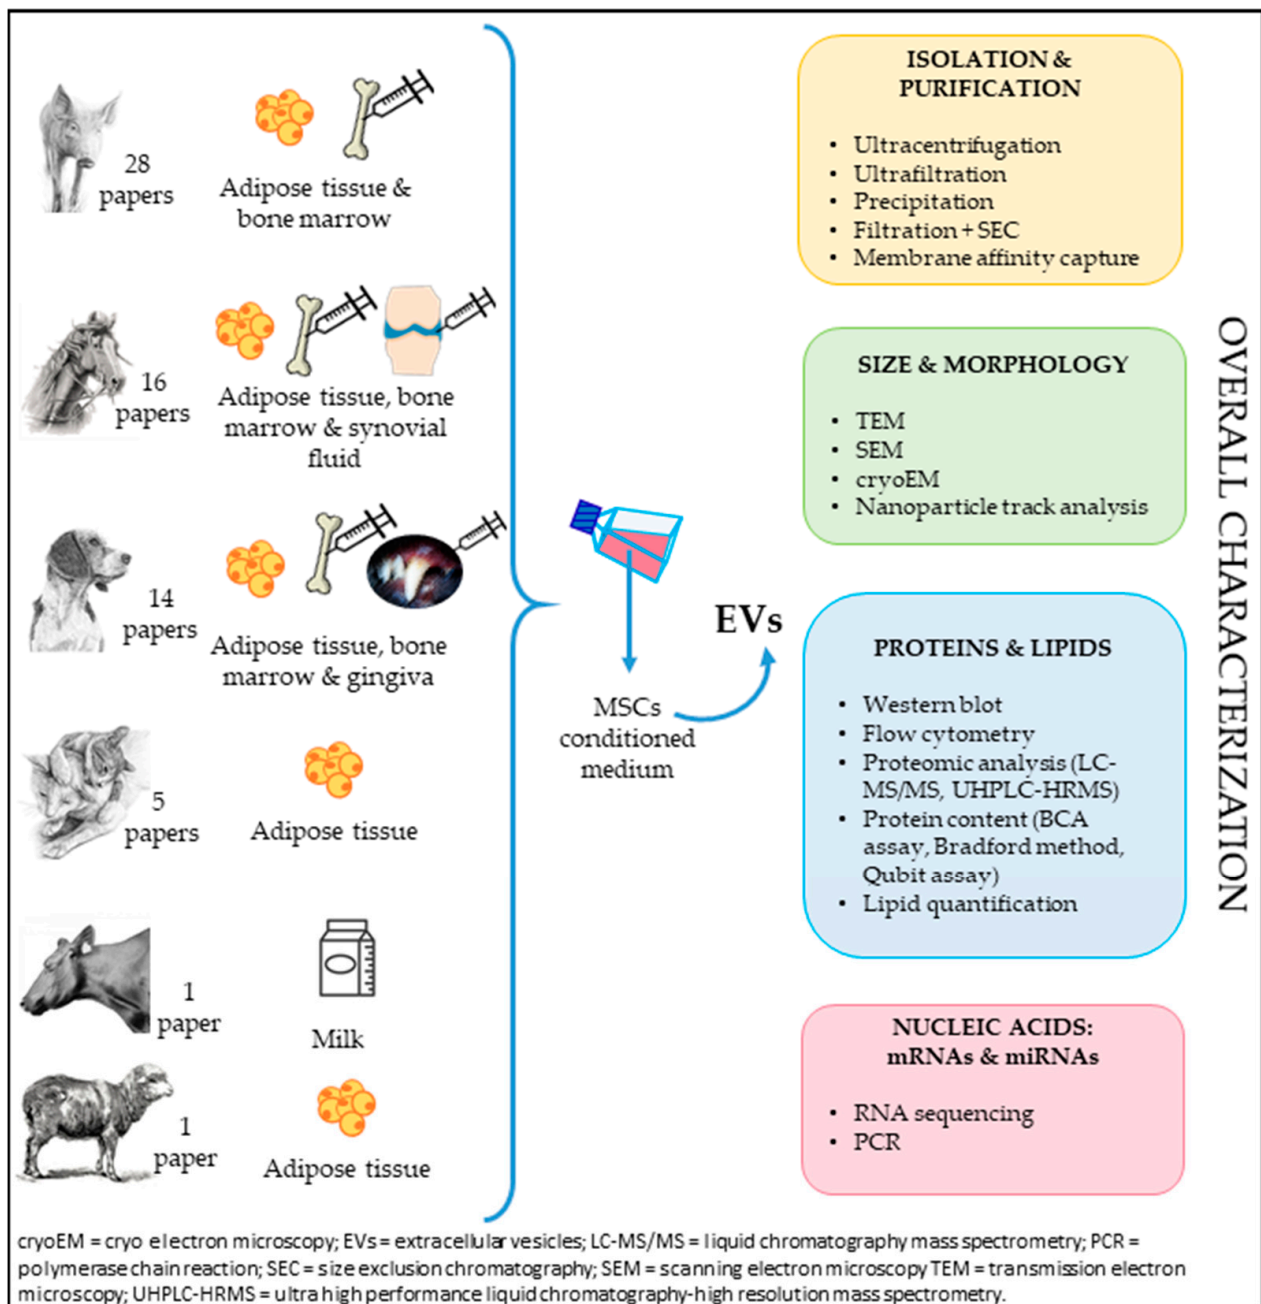 28
papers
Adipose tissue &
bone marrow
16
papers
Adipose tissue, bone
marrow & synovial
fluid
14
papers
Adipose tissue, bone
marrow & gingiva
5
papers
Adipose tissue
1
paper
Milk
1
paper
Adipose tissue
MSCs
conditioned
medium
EVs
ISOLATION &
PURIFICATION
• Ultracentrifugation
• Ultrafiltration
• Precipitation
• Filtration + SEC
• Membrane affinity capture
SIZE & MORPHOLOGY
• TEM
• SEM
• cryoEM
• Nanoparticle track analysis
PROTEINS & LIPIDS
• Western blot
• Flow cytometry
• Proteomic analysis (LC-
MS/MS, UHPLC-HRMS)
• Protein content (BCA
assay, Bradford method,
Qubit assay)
• Lipid quantification
NUCLEIC ACIDS:
mRNAs & miRNAs
• RNA sequencing
• PCR
OVERALL CHARACTERIZATION
cryoEM = cryo electron microscopy; EVs = extracellular vesicles; LC-MS/MS = liquid chromatography mass spectrometry; PCR =
polymerase chain reaction; SEC = size exclusion chromatography; SEM = scanning electron microscopy TEM = transmission electron
microscopy; UHPLC-HRMS = ultra high performance liquid chromatography-high resolution mass spectrometry.